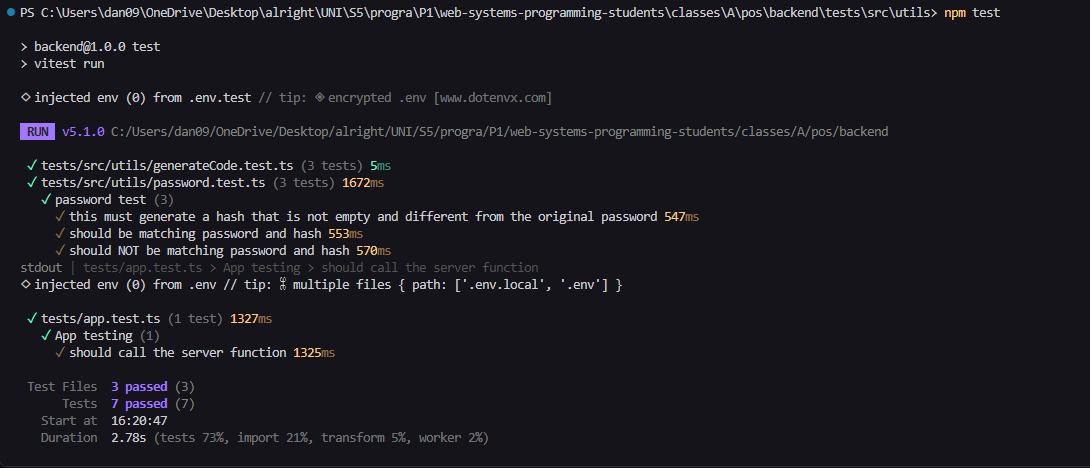 PS C:\Users\dan09\OneDrive\Desktop\alright\UNI\S5\progra\P1\web-systems-programming-students\classes\A\pos\backend\tests\src\utils> npm test
> backend@1.0.0 test
> vitest run
◇ injected env (0) from .env.test // tip: ◈ encrypted .env [www.dotenvx.com]
RUN v5.1.0 C:/Users/dan09/OneDrive/Desktop/alright/UNI/S5/progra/P1/web-systems-programming-students/classes/A/pos/backend
✓ tests/src/utils/generateCode.test.ts (3 tests) 5ms
✓ tests/src/utils/password.test.ts (3 tests) 1672ms
✓ password test (3)
✓ this must generate a hash that is not empty and different from the original password 547ms
✓ should be matching password and hash 553ms
✓ should NOT be matching password and hash 570ms
stdout | tests/app.test.ts > App testing > should call the server function
◇ injected env (0) from .env // tip: ⌘ multiple files { path: ['.env.local', '.env'] }
✓ tests/app.test.ts (1 test) 1327ms
✓ App testing (1)
✓ should call the server function 1325ms
Test Files 3 passed (3)
Tests 7 passed (7)
Start at 16:20:47
Duration 2.78s (tests 73%, import 21%, transform 5%, worker 2%)